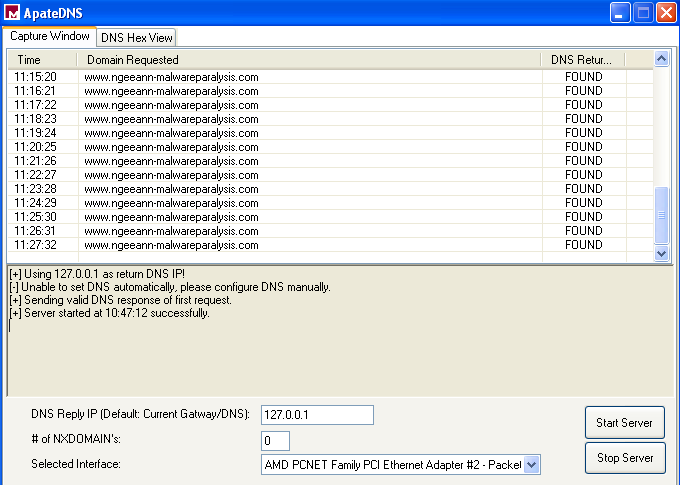 ApateDNS
Capture Window DNS Hex View
Time Domain Requested DNS Retur...
11:15:20 www.ngeeann-malwareparalysis.com FOUND
11:16:21 www.ngeeann-malwareparalysis.com FOUND
11:17:22 www.ngeeann-malwareparalysis.com FOUND
11:18:23 www.ngeeann-malwareparalysis.com FOUND
11:19:24 www.ngeeann-malwareparalysis.com FOUND
11:20:25 www.ngeeann-malwareparalysis.com FOUND
11:21:26 www.ngeeann-malwareparalysis.com FOUND
11:22:27 www.ngeeann-malwareparalysis.com FOUND
11:23:28 www.ngeeann-malwareparalysis.com FOUND
11:24:29 www.ngeeann-malwareparalysis.com FOUND
11:25:30 www.ngeeann-malwareparalysis.com FOUND
11:26:31 www.ngeeann-malwareparalysis.com FOUND
11:27:32 www.ngeeann-malwareparalysis.com FOUND
[+] Using 127.0.0.1 as return DNS IP!
[-] Unable to set DNS automatically, please configure DNS manually.
[+] Sending valid DNS response of first request.
[+] Server started at 10:47:12 successfully.
DNS Reply IP (Default: Current Gatway/DNS): 127.0.0.1
# of NXDOMAIN's: 0
Selected Interface: AMD PCNET Family PCI Ethernet Adapter #2 - Packet
Start Server
Stop Server